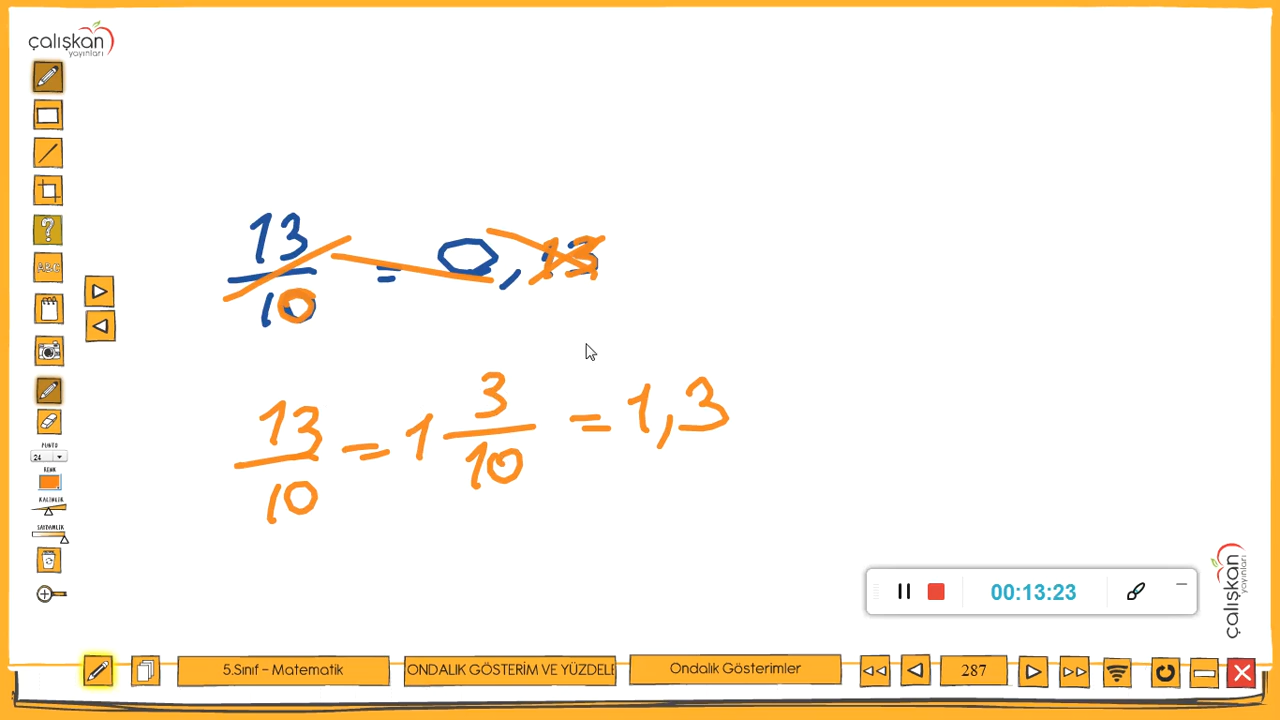 çalışkan
yayınları
13/10 = 0,13
13/10 = 1 3/10 = 1,3
ABC
PUNTO
24
RENK
KALINLIK
SAYDAMLIK
00:13:23
çalışkan
yayınları
5.Sınıf - Matematik
ONDALIK GÖSTERİM VE YÜZDELE
Ondalık Gösterimler
287